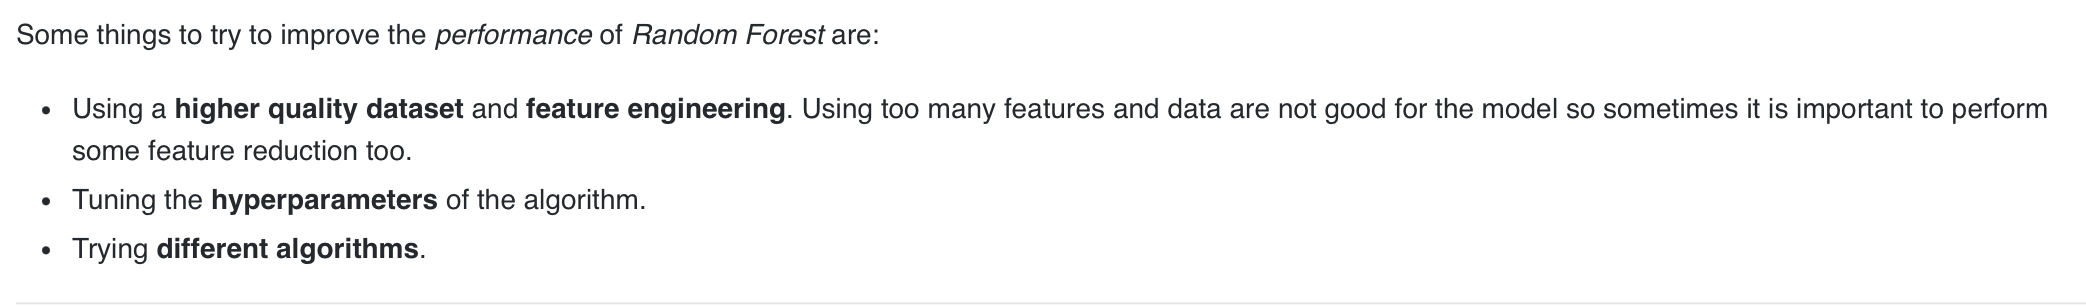 Some things to try to improve the performance of Random Forest are:
• Using a higher quality dataset and feature engineering. Using too many features and data are not good for the model so sometimes it is important to perform
some feature reduction too.
• Tuning the hyperparameters of the algorithm.
• Trying different algorithms.